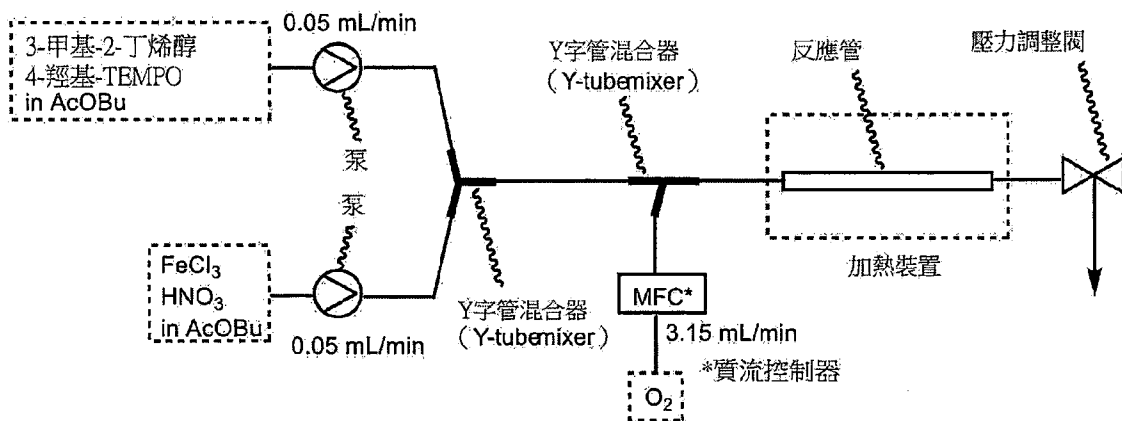 0.05 mL/min
3-甲基-2-丁烯醇
4-羥基-TEMPO
in AcOBu
泵
泵
FeCl3
HNO3
in AcOBu
0.05 mL/min
Y字管混合器
(Y-tubemixer)
Y字管混合器
(Y-tubemixer)
MFC*
3.15 mL/min
*質流控制器
O2
反應管
加熱裝置
壓力調整閥